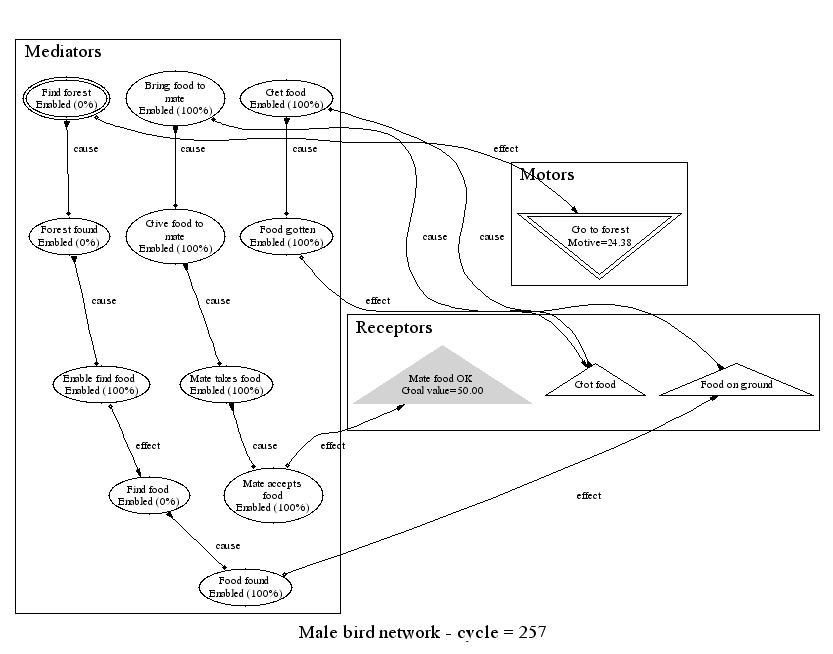 Mediators
Find forest
Enabled (0%)
Bring food to
mate
Enabled (100%)
Get food
Enabled (100%)
cause
cause
cause
effect
Motors
Go to forest
Motive=24.38
Forest found
Enabled (0%)
Give food to
mate
Enabled (100%)
Food gotten
Enabled (100%)
cause
cause
cause
cause
effect
Receptors
Mate food OK
Goal value=50.00
Got food
Food on ground
Enable find food
Enabled (100%)
Mate takes food
Enabled (100%)
effect
cause
effect
Find food
Enabled (0%)
Mate accepts
food
Enabled (100%)
effect
cause
Food found
Enabled (100%)
Male bird network - cycle = 257